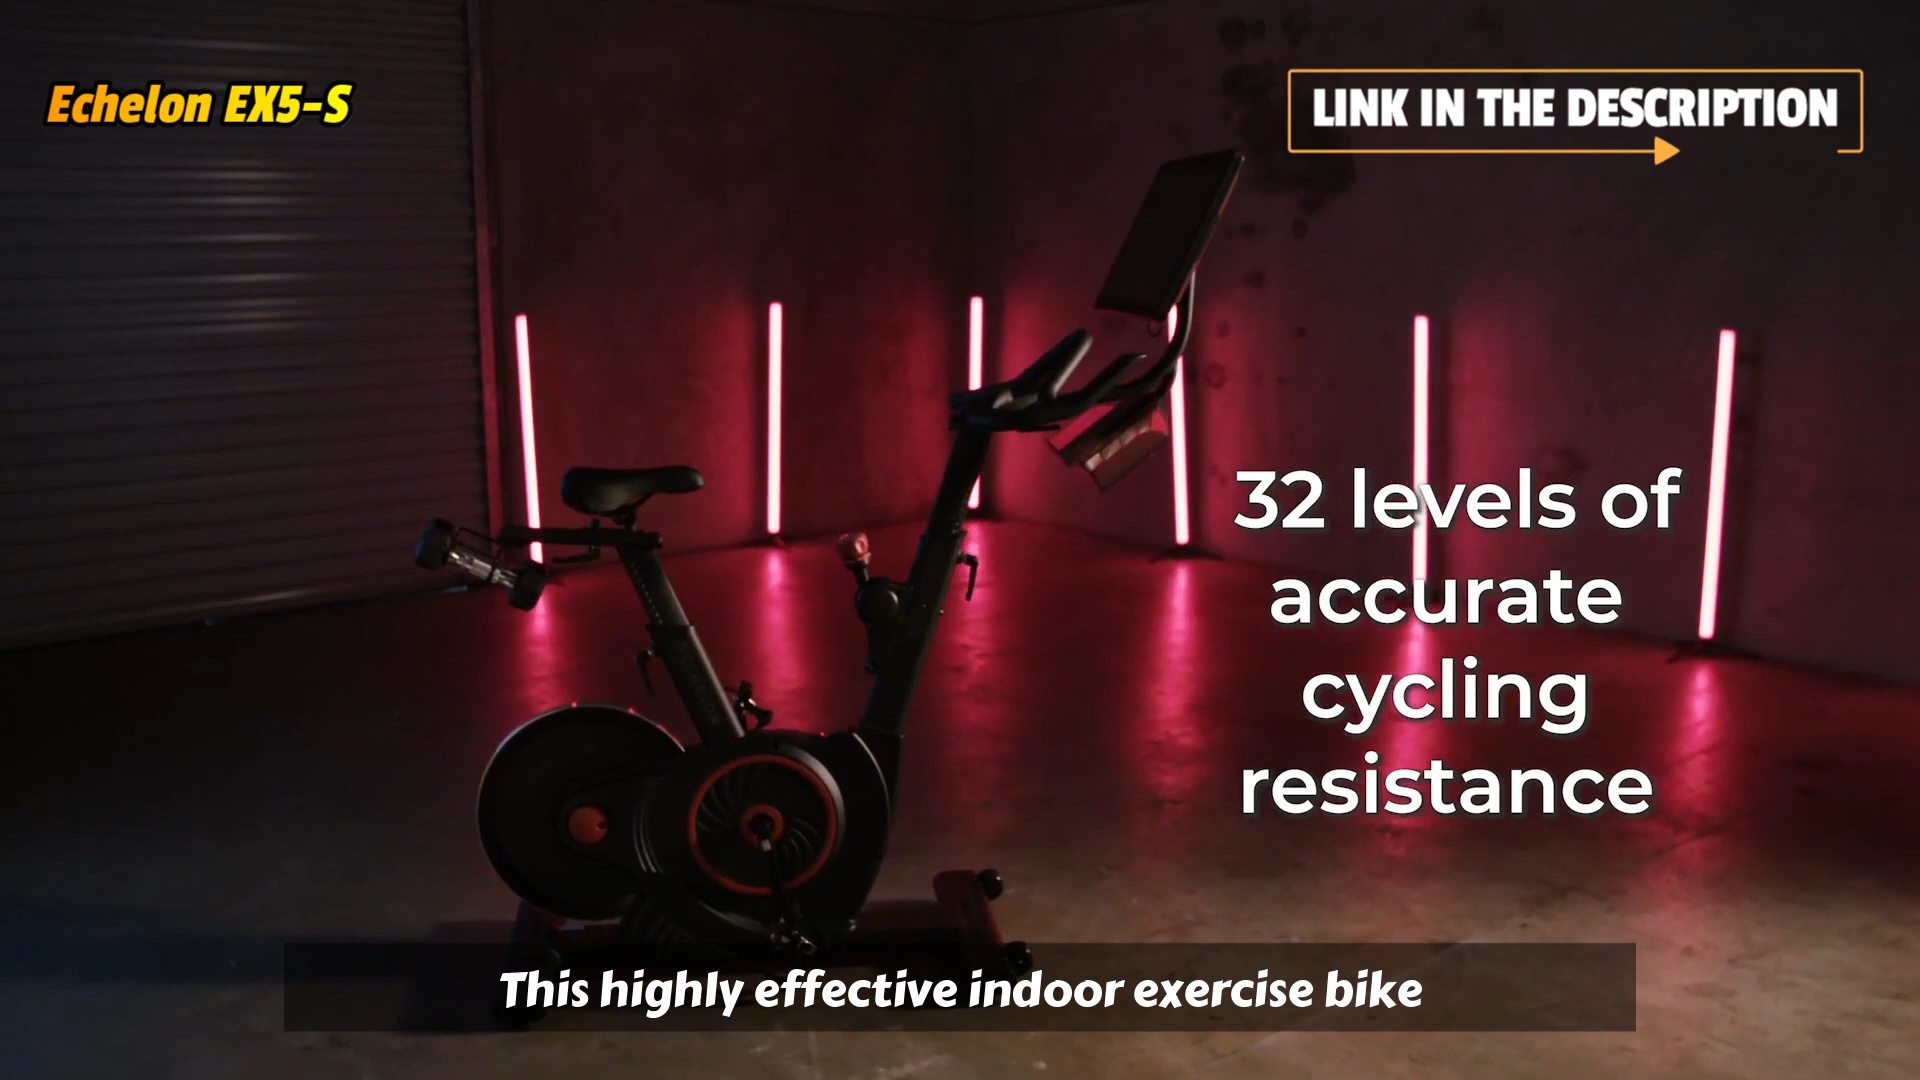 Echelon EX5-S
LINK IN THE DESCRIPTION
32 levels of
accurate
cycling
resistance
This highly effective indoor exercise bike